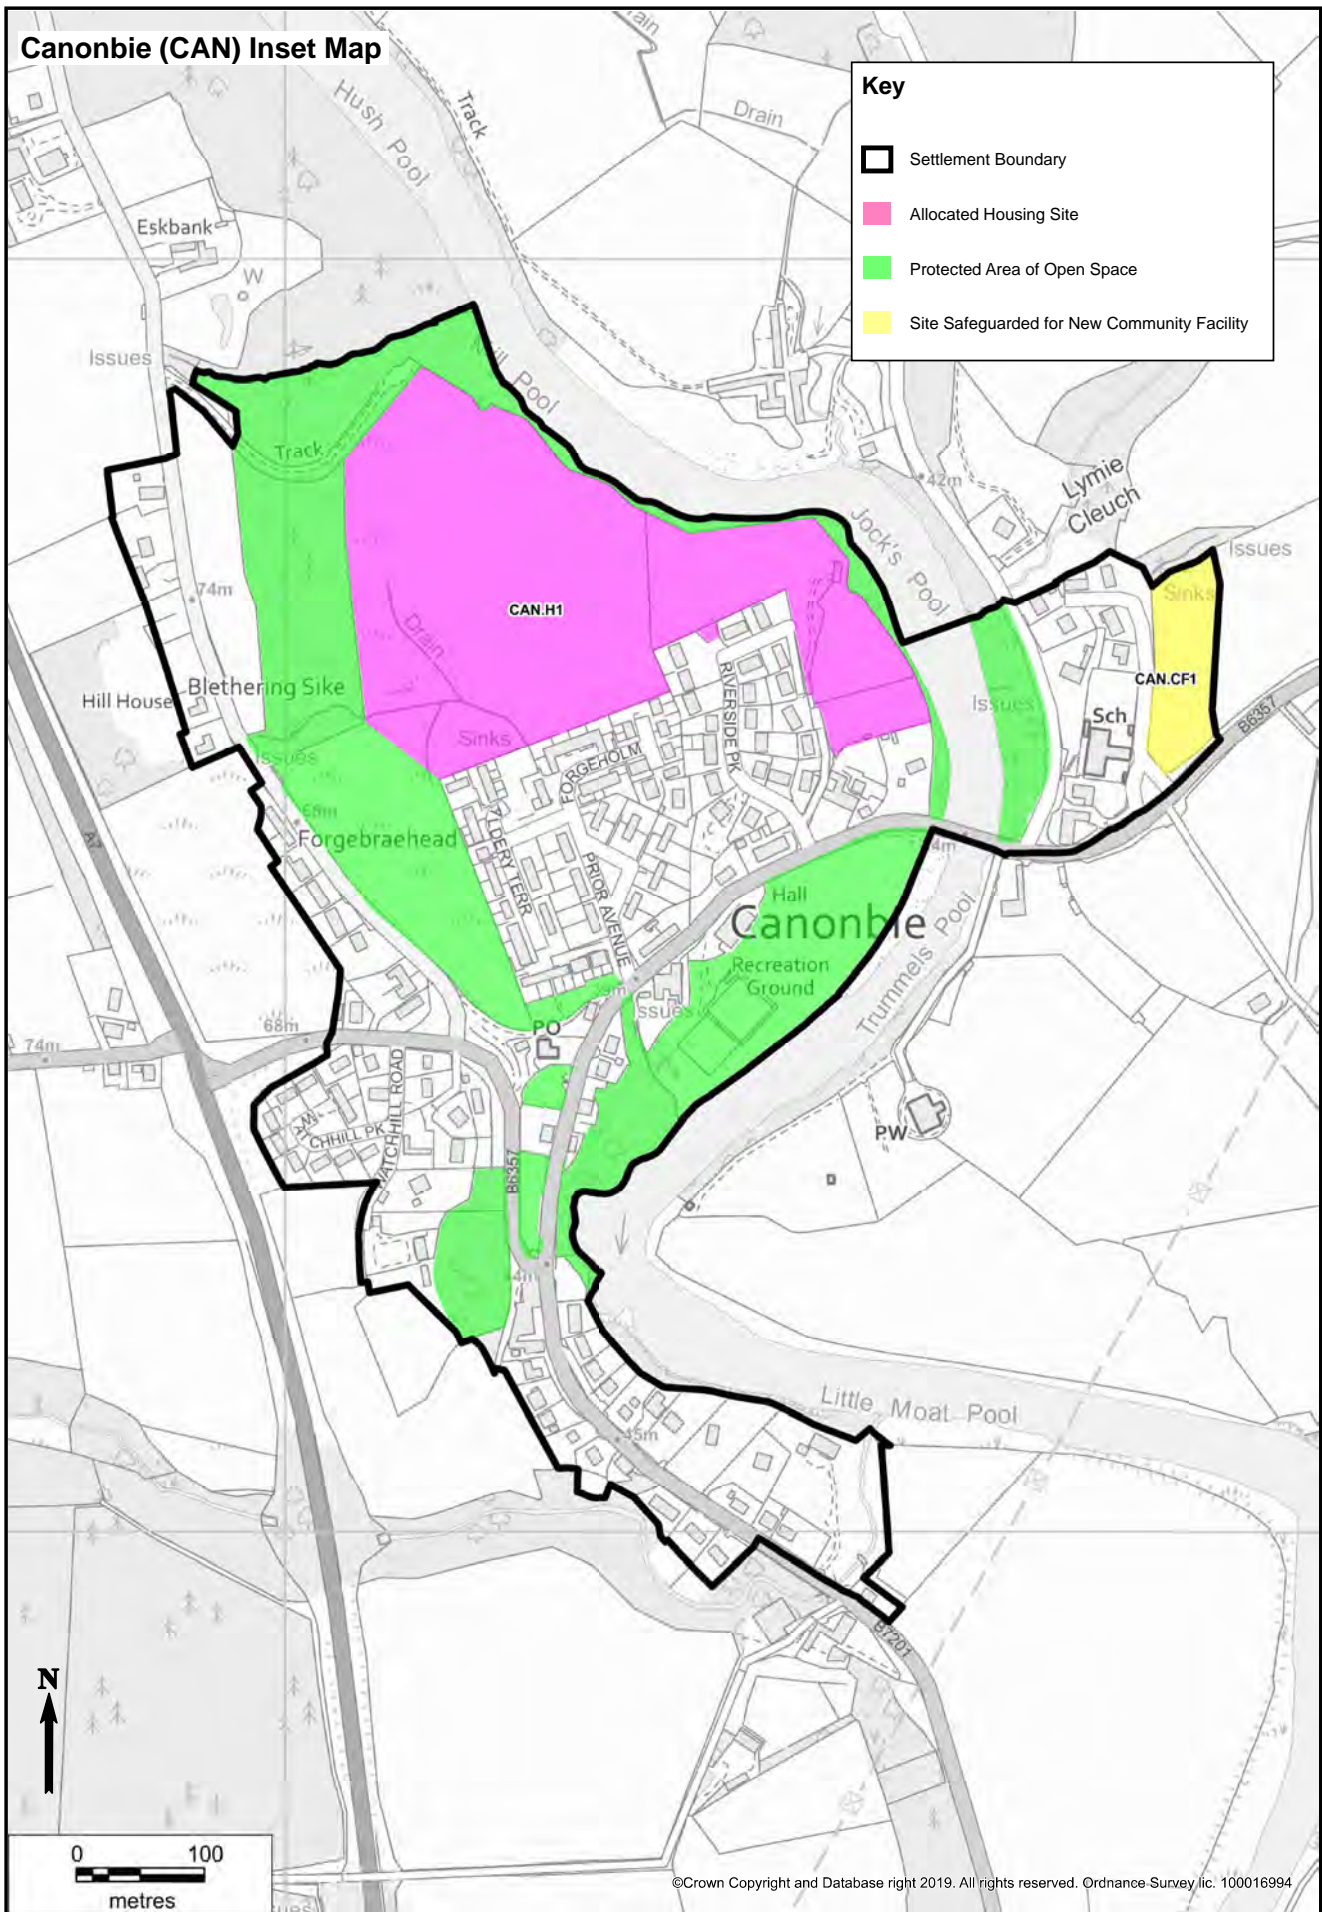 Canonbie (CAN) Inset Map
Key
Settlement Boundary
Allocated Housing Site
Protected Area of Open Space
Site Safeguarded for New Community Facility
Drain
Track
Hush Pool
Eskbank
W
Issues
Mill Pool
Track
42m
Lymie
Cleuch
Jock's Pool
Issues
Sinks
74m
CAN.H1
Drain
CAN.CF1
Hill House
Blethering Sike
RIVERSIDE PK
Issues
Sch
B6357
Issues
Sinks
FORGEHOLM
68m
Forgebraehead
PRIOR AVENUE
Hall
Canonbie
Recreation
Ground
Trummels Pool
Issues
PO
68m
74m
WATCHHILL ROAD
WATCHHILL PK
PW
B6357
Little Moat Pool
45m
B7201
N
0 100
metres
©Crown Copyright and Database right 2019. All rights reserved. Ordnance Survey lic. 100016994